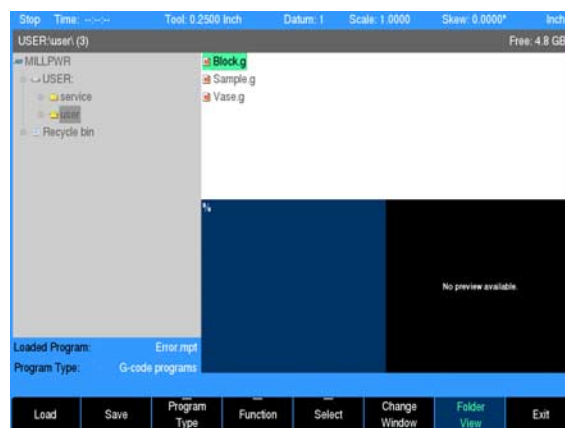 Stop Time: --:--:-- Tool: 0.2500 Inch Datum: 1 Scale: 1.0000 Skew: 0.0000° Inch
USER:\user\ (3) Free: 4.8 GB
MILLPWR
USER:
service
user
Recycle bin
Block.g
Sample.g
Vase.g
%
No preview available.
Loaded Program: Error.mpt
Program Type: G-code programs
Load Save Program Type Function Select Change Window Folder View Exit